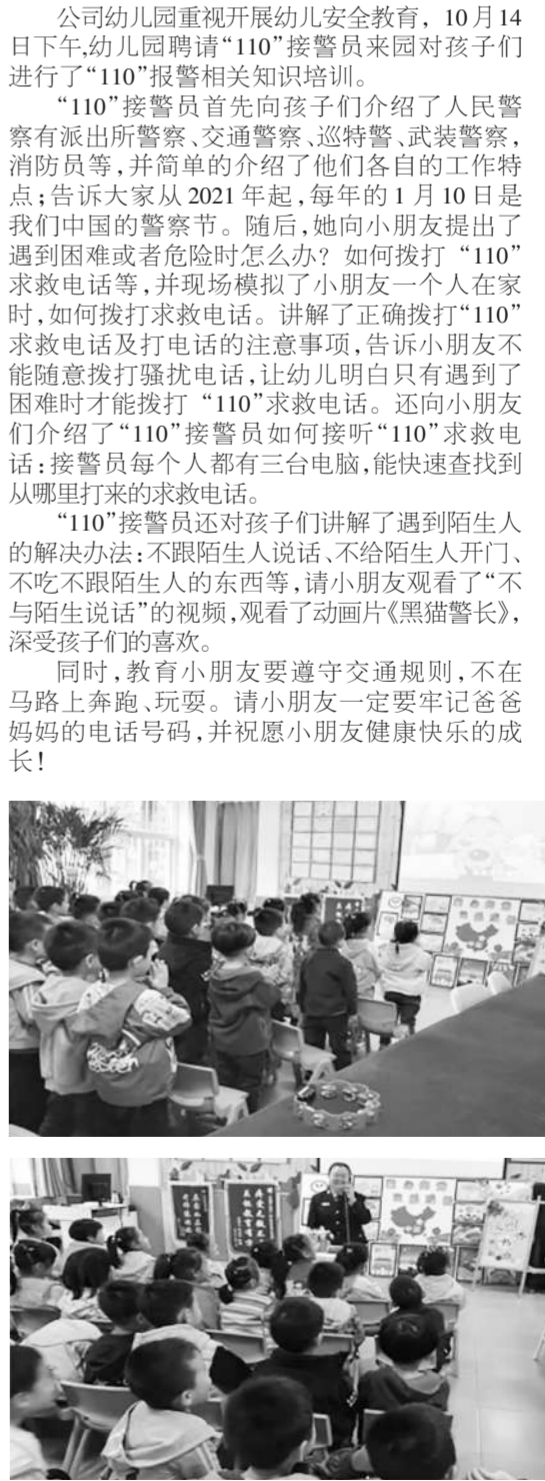 公司幼儿园重视开展幼儿安全教育，10月14
日下午,幼儿园聘请“110”接警员来园对孩子们
进行了“110”报警相关知识培训。
“110”接警员首先向孩子们介绍了人民警
察有派出所警察、交通警察、巡特警、武装警察，
消防员等，并简单的介绍了他们各自的工作特
点；告诉大家从2021年起，每年的1月10日是
我们中国的警察节。随后，她向小朋友提出了
遇到困难或者危险时怎么办？如何拨打“110”
求救电话等，并现场模拟了小朋友一个人在家
时，如何拨打求救电话。讲解了正确拨打“110”
求救电话及打电话的注意事项，告诉小朋友不
能随意拨打骚扰电话，让幼儿明白只有遇到了
困难时才能拨打“110”求救电话。还向小朋友
们介绍了“110”接警员如何接听“110”求救电
话：接警员每个人都有三台电脑，能快速查找到
从哪里打来的求救电话。
“110”接警员还对孩子们讲解了遇到陌生人
的解决办法：不跟陌生人说话、不给陌生人开门、
不吃不跟陌生人的东西等，请小朋友观看了“不
与陌生说话”的视频，观看了动画片《黑猫警长》，
深受孩子们的喜欢。
同时，教育小朋友要遵守交通规则，不在
马路上奔跑、玩耍。请小朋友一定要牢记爸爸
妈妈的电话号码，并祝愿小朋友健康快乐的成
长！